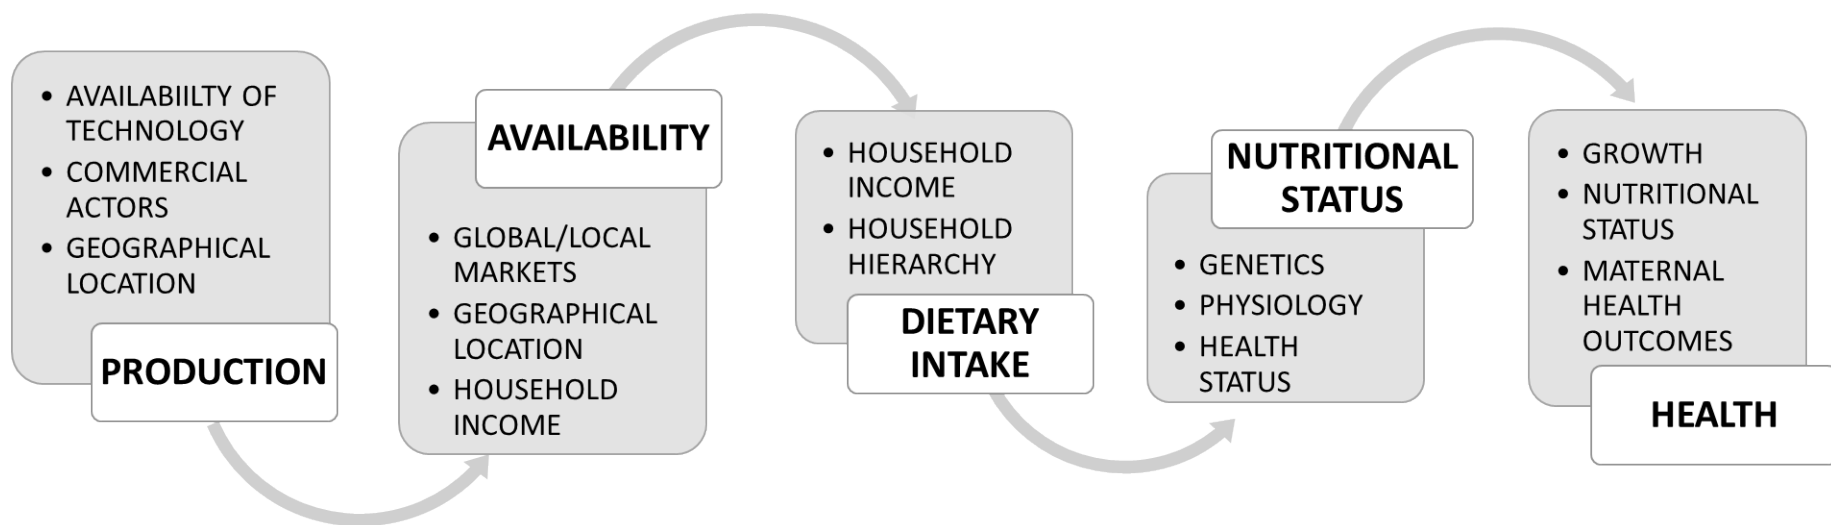 • AVAILABIILTY OF
TECHNOLOGY
• COMMERCIAL
ACTORS
• GEOGRAPHICAL
LOCATION
PRODUCTION
AVAILABILITY
• GLOBAL/LOCAL
MARKETS
• GEOGRAPHICAL
LOCATION
• HOUSEHOLD
INCOME
• HOUSEHOLD
INCOME
• HOUSEHOLD
HIERARCHY
DIETARY
INTAKE
NUTRITIONAL
STATUS
• GENETICS
• PHYSIOLOGY
• HEALTH
STATUS
• GROWTH
• NUTRITIONAL
STATUS
• MATERNAL
HEALTH
OUTCOMES
HEALTH